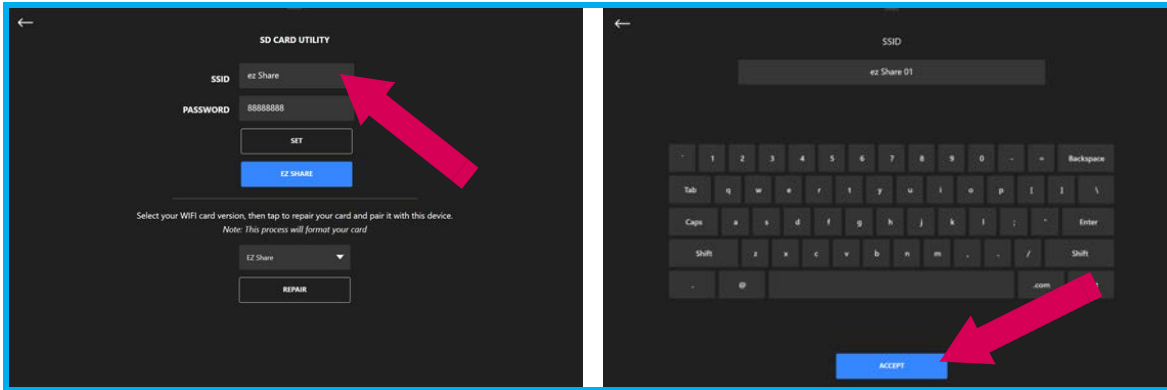 SD CARD UTILITY
SSID ez Share
PASSWORD 88888888
SET
EZ SHARE
Select your WIFI card version, then tap to repair your card and pair it with this device.
Note: This process will format your card
EZ Share
REPAIR
SSID
ez Share 01
` 1 2 3 4 5 6 7 8 9 0 - = Backspace
Tab q w e r t y u i o p [ ] \
Caps a s d f g h j k l ; ' Enter
Shift z x c v b n m , . / Shift
@ .com
ACCEPT